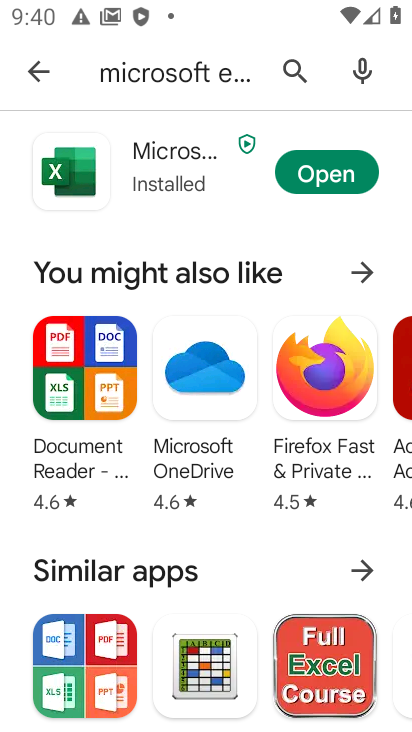 9:40
microsoft e...
X
Micros...
Installed
Open
You might also like
PDF DOC
XLS PPT
Document
Reader - ...
4.6★
Microsoft
OneDrive
4.6★
Firefox Fast
& Private ...
4.5★
Ac
Ac
4.6
Similar apps
DOC PDF
XLS PPT
Full
Excel
Course